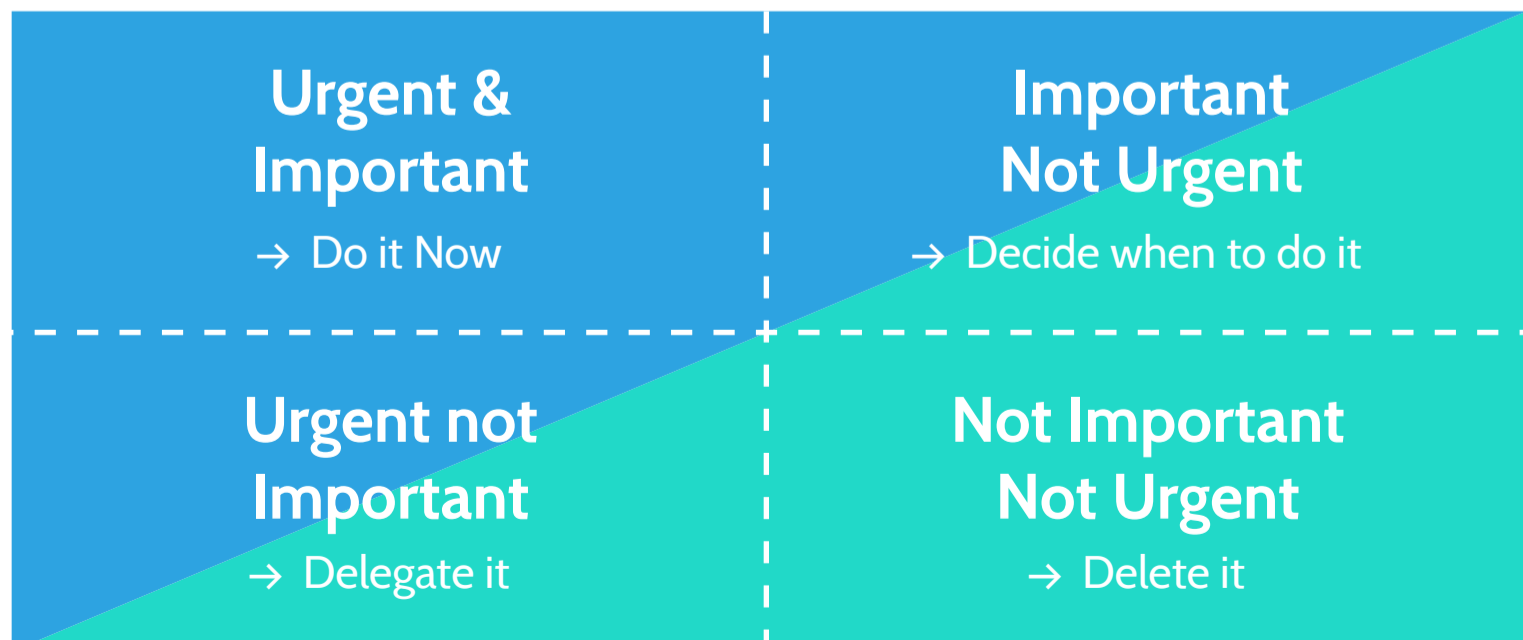 Urgent &
Important
→ Do it Now
Important
Not Urgent
→ Decide when to do it
Urgent not
Important
→ Delegate it
Not Important
Not Urgent
→ Delete it